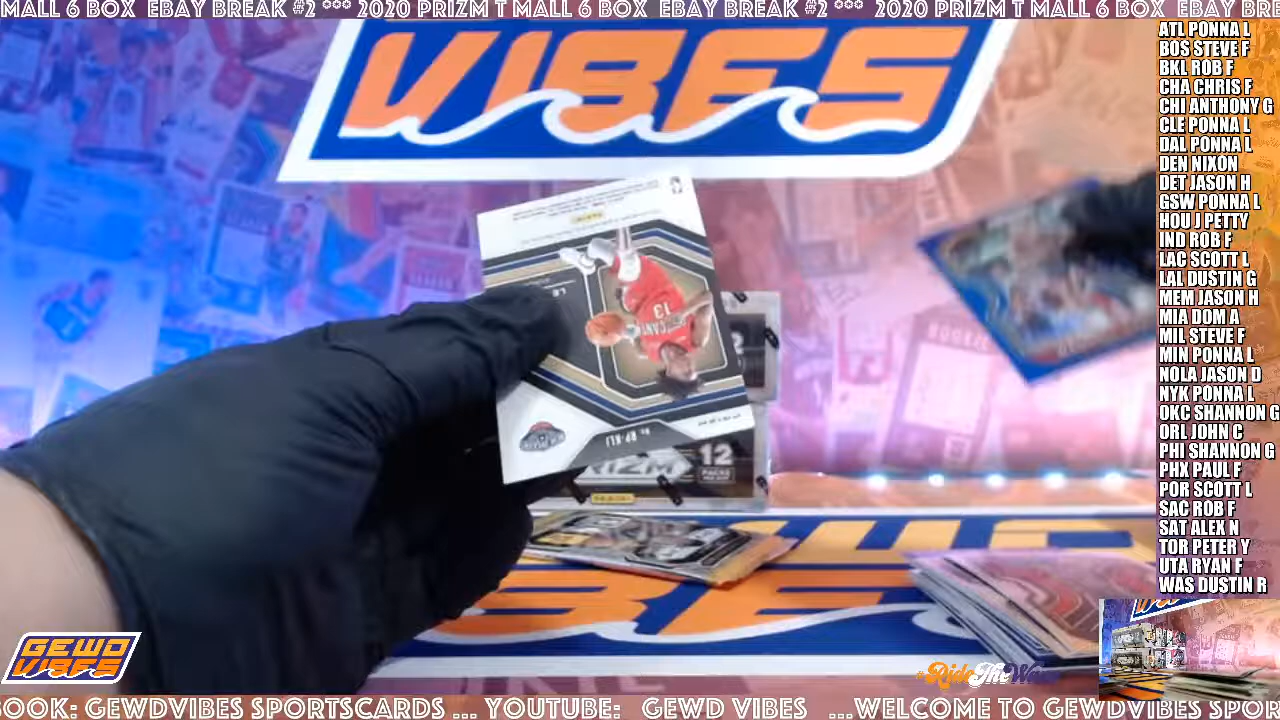 MALL 6 BOX EBAY BREAK #2 *** 2020 PRIZM T MALL 6 BOX EBAY BREAK #2 *** 2020 PRIZM T MALL 6 BOX EBAY BRE
VIBES
ATL PONNA L
BOS STEVE F
BKL ROB F
CHA CHRIS F
CHI ANTHONY G
CLE PONNA L
DAL PONNA L
DEN NIXON
DET JASON H
GSW PONNA L
HOU J PETTY
IND ROB F
LAC SCOTT L
LAL DUSTIN G
MEM JASON H
MIA DOM A
MIL STEVE F
MIN PONNA L
NOLA JASON D
NYK PONNA L
OKC SHANNON G
ORL JOHN C
PHI SHANNON G
PHX PAUL F
POR SCOTT L
SAC ROB F
SAT ALEX N
TOR PETER Y
UTA RYAN F
WAS DUSTIN R
13
No. RP-KLJ
12
GEWD
VIBES
#RideTheWave
OOK: GEWDVIBES SPORTSCARDS ... YOUTUBE: GEWD VIBES ...WELCOME TO GEWDVIBES SPOR